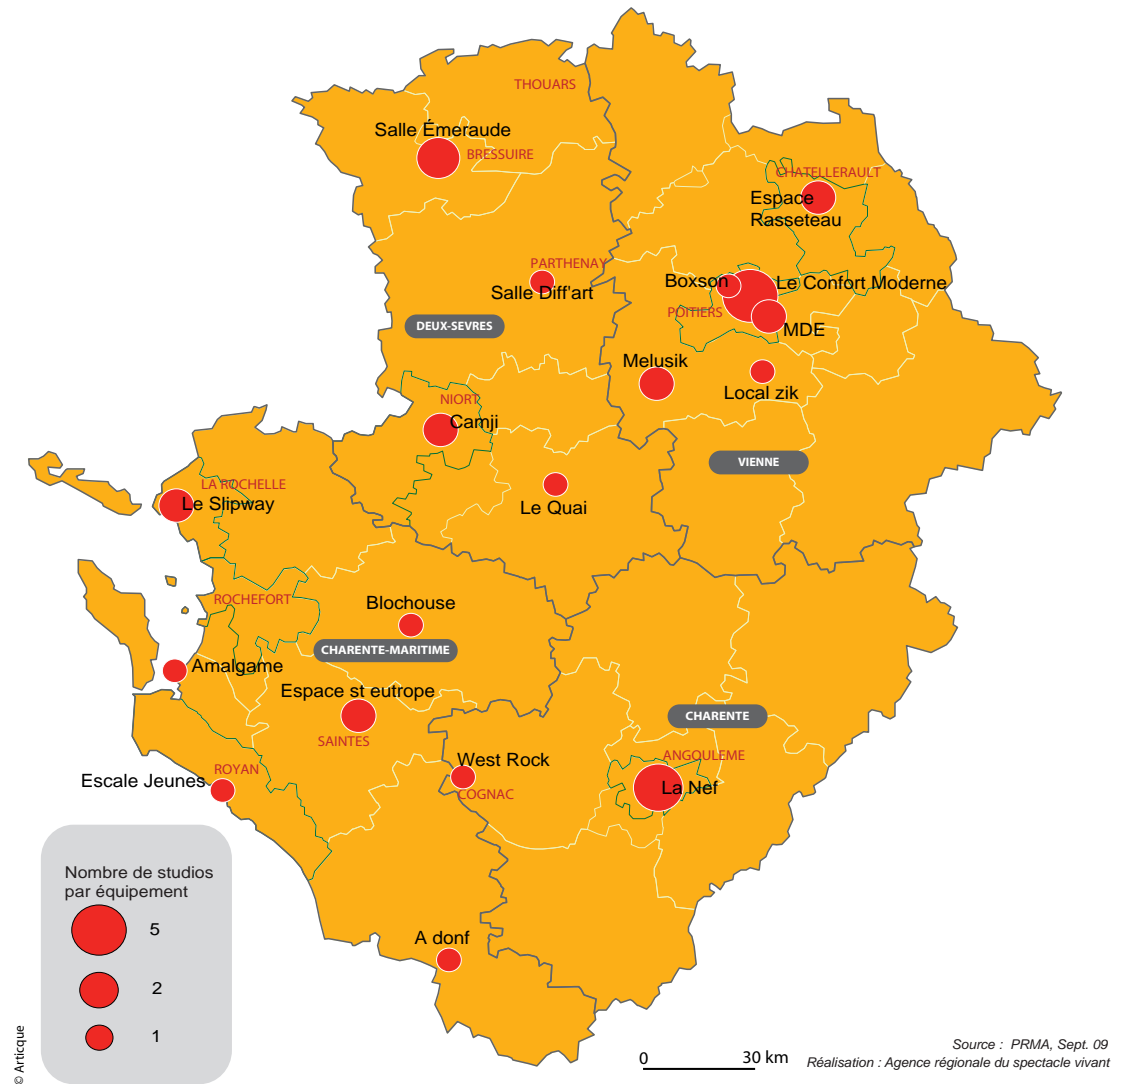 THOUARS
Salle Émeraude
BRESSUIRE
CHATELLERAULT
Espace
Rasseteau
PARTHENAY
Salle Diff'art
Boxson
Le Confort Moderne
POITIERS
MDE
DEUX-SEVRES
Melusik
Local zik
NIORT
Camji
VIENNE
LA ROCHELLE
Le Slipway
Le Quai
ROCHEFORT
Blochouse
CHARENTE-MARITIME
Amalgame
Espace st eutrope
SAINTES
CHARENTE
ANGOULEME
La Nef
West Rock
COGNAC
ROYAN
Escale Jeunes
A donf
Nombre de studios
par équipement
5
2
1
© Articque
0 30 km
Source : PRMA, Sept. 09
Réalisation : Agence régionale du spectacle vivant